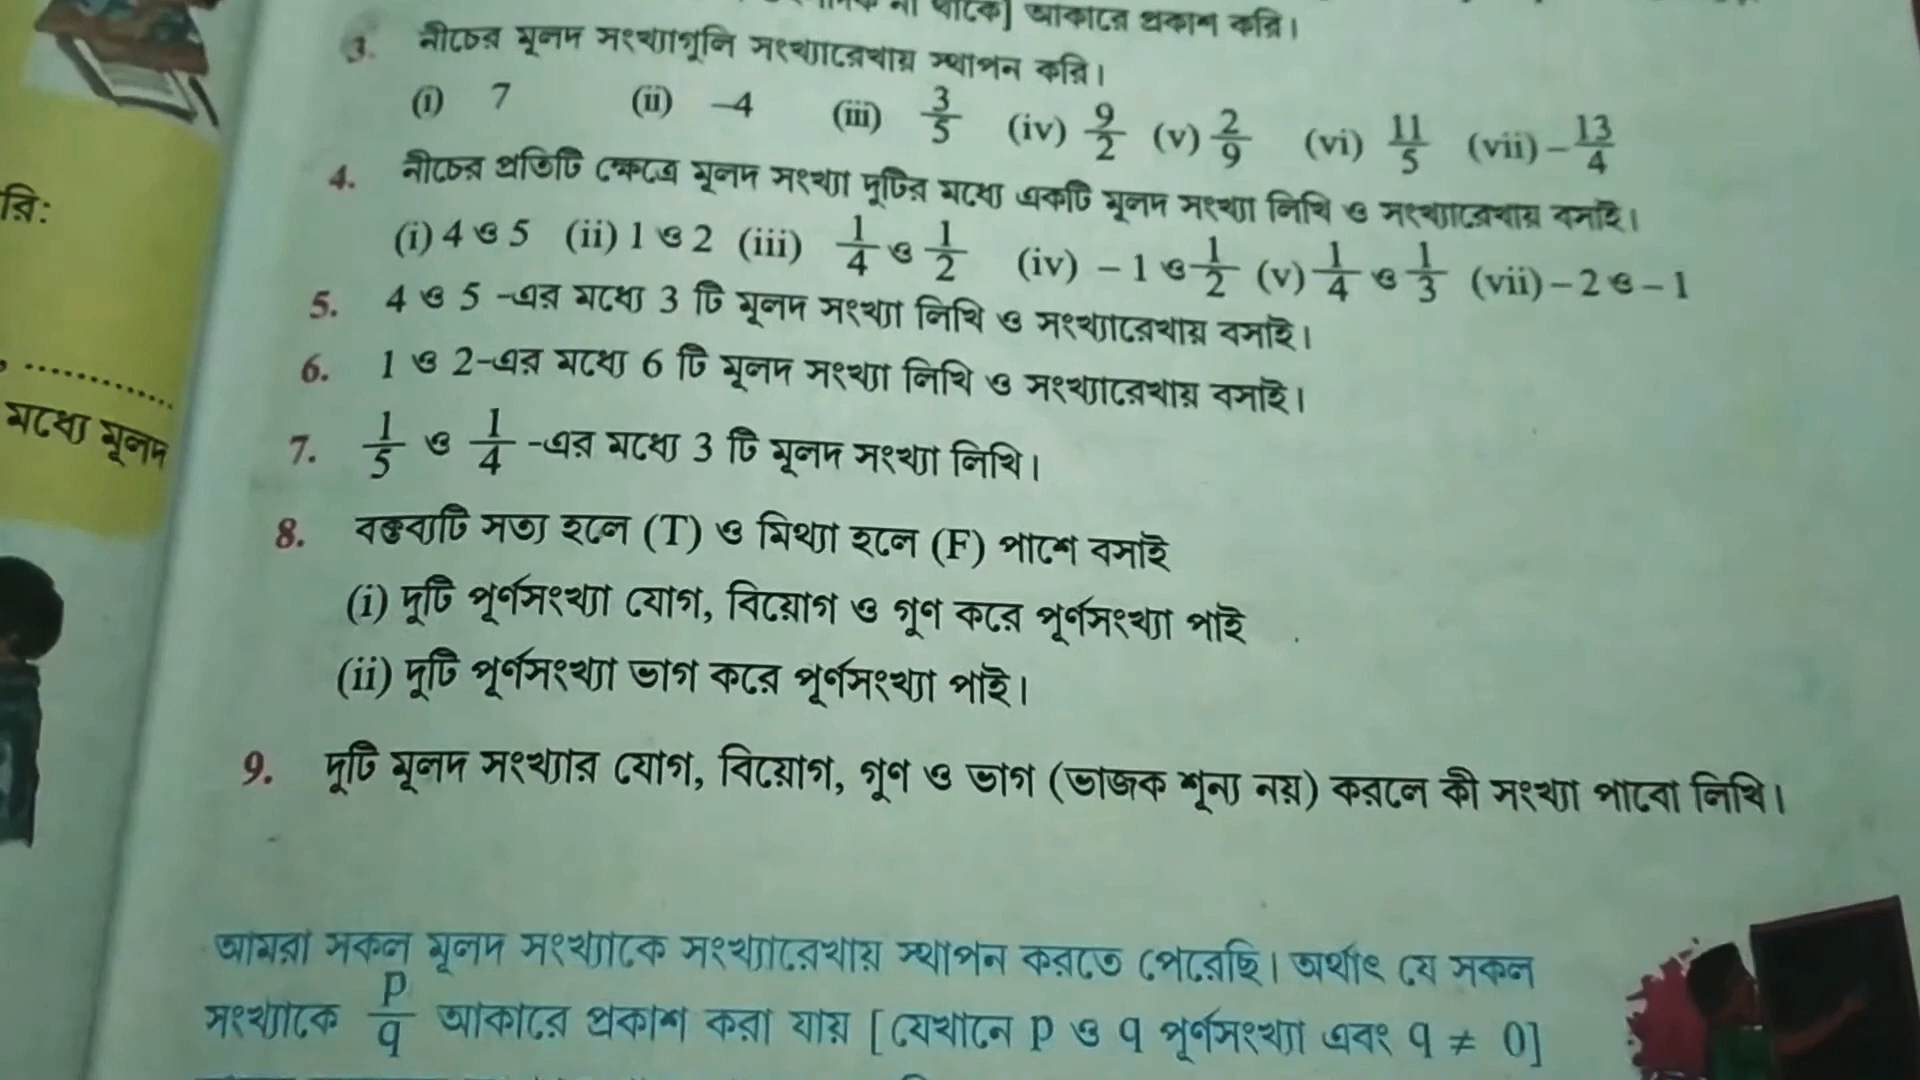 না থাকে] আকারে প্রকাশ করি।
3. নীচের মূলদ সংখ্যাগুলি সংখ্যারেখায় স্থাপন করি।
(i) 7 (ii) –4 (iii) 3/5 (iv) 9/2 (v) 2/9 (vi) 11/5 (vii) – 13/4
4. নীচের প্রতিটি ক্ষেত্রে মূলদ সংখ্যা দুটির মধ্যে একটি মূলদ সংখ্যা লিখি ও সংখ্যারেখায় বসাই।
(i) 4 ও 5 (ii) 1 ও 2 (iii) 1/4 ও 1/2 (iv) – 1 ও 1/2 (v) 1/4 ও 1/3 (vii) – 2 ও – 1
5. 4 ও 5 -এর মধ্যে 3 টি মূলদ সংখ্যা লিখি ও সংখ্যারেখায় বসাই।
6. 1 ও 2-এর মধ্যে 6 টি মূলদ সংখ্যা লিখি ও সংখ্যারেখায় বসাই।
7. 1/5 ও 1/4 -এর মধ্যে 3 টি মূলদ সংখ্যা লিখি।
8. বক্তব্যটি সত্য হলে (T) ও মিথ্যা হলে (F) পাশে বসাই
(i) দুটি পূর্ণসংখ্যা যোগ, বিয়োগ ও গুণ করে পূর্ণসংখ্যা পাই
(ii) দুটি পূর্ণসংখ্যা ভাগ করে পূর্ণসংখ্যা পাই।
9. দুটি মূলদ সংখ্যার যোগ, বিয়োগ, গুণ ও ভাগ (ভাজক শূন্য নয়) করলে কী সংখ্যা পাবো লিখি।
আমরা সকল মূলদ সংখ্যাকে সংখ্যারেখায় স্থাপন করতে পেরেছি। অর্থাৎ যে সকল
সংখ্যাকে p/q আকারে প্রকাশ করা যায় [যেখানে p ও q পূর্ণসংখ্যা এবং q ≠ 0]
রি:
, ..............
মধ্যে মূলদ